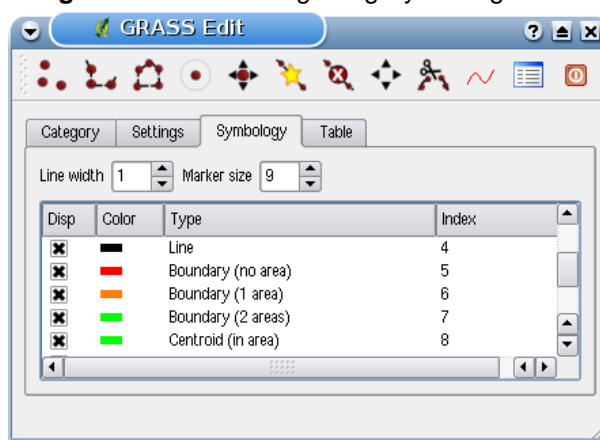 GRASS Edit
Category Settings Symbology Table
Line width 1 Marker size 9
Disp Color Type Index
Line 4
Boundary (no area) 5
Boundary (1 area) 6
Boundary (2 areas) 7
Centroid (in area) 8